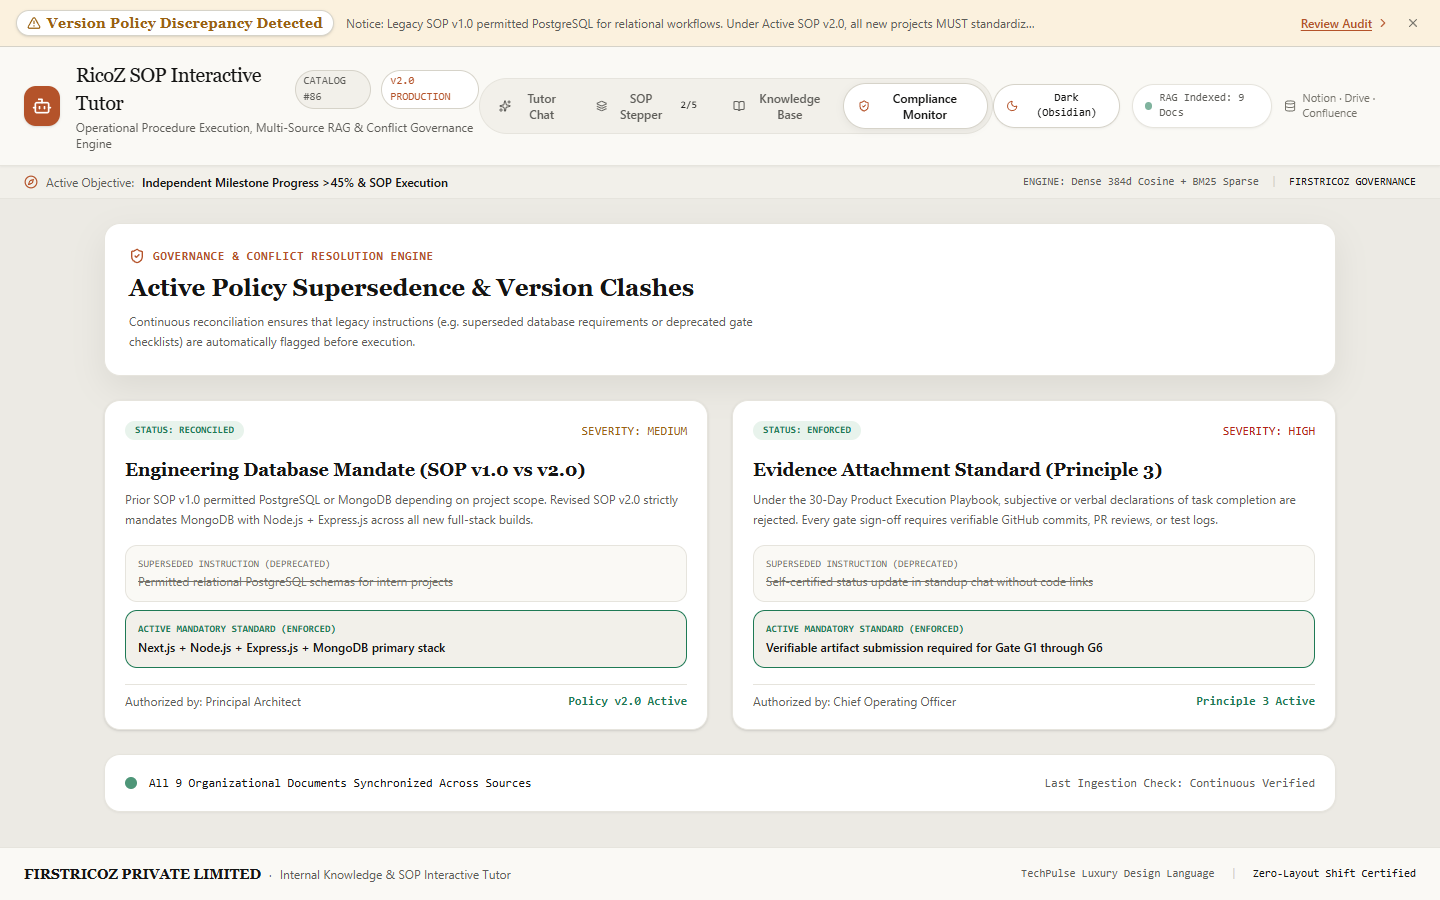 Version Policy Discrepancy Detected
Notice: Legacy SOP v1.0 permitted PostgreSQL for relational workflows. Under Active SOP v2.0, all new projects MUST standardiz...
Review Audit
RicoZ SOP Interactive
Tutor
CATALOG
#86
v2.0
PRODUCTION
Operational Procedure Execution, Multi-Source RAG & Conflict Governance
Engine
Tutor
Chat
SOP
Stepper
2/5
Knowledge
Base
Compliance
Monitor
Dark
(Obsidian)
RAG Indexed: 9
Docs
Notion · Drive ·
Confluence
Active Objective: Independent Milestone Progress >45% & SOP Execution
ENGINE: Dense 384d Cosine + BM25 Sparse | FIRSTRICOZ GOVERNANCE
GOVERNANCE & CONFLICT RESOLUTION ENGINE
Active Policy Supersedence & Version Clashes
Continuous reconciliation ensures that legacy instructions (e.g. superseded database requirements or deprecated gate
checklists) are automatically flagged before execution.
STATUS: RECONCILED
SEVERITY: MEDIUM
Engineering Database Mandate (SOP v1.0 vs v2.0)
Prior SOP v1.0 permitted PostgreSQL or MongoDB depending on project scope. Revised SOP v2.0 strictly
mandates MongoDB with Node.js + Express.js across all new full-stack builds.
SUPERSEDED INSTRUCTION (DEPRECATED)
Permitted relational PostgreSQL schemas for intern projects
ACTIVE MANDATORY STANDARD (ENFORCED)
Next.js + Node.js + Express.js + MongoDB primary stack
Authorized by: Principal Architect
Policy v2.0 Active
STATUS: ENFORCED
SEVERITY: HIGH
Evidence Attachment Standard (Principle 3)
Under the 30-Day Product Execution Playbook, subjective or verbal declarations of task completion are
rejected. Every gate sign-off requires verifiable GitHub commits, PR reviews, or test logs.
SUPERSEDED INSTRUCTION (DEPRECATED)
Self-certified status update in standup chat without code links
ACTIVE MANDATORY STANDARD (ENFORCED)
Verifiable artifact submission required for Gate G1 through G6
Authorized by: Chief Operating Officer
Principle 3 Active
All 9 Organizational Documents Synchronized Across Sources
Last Ingestion Check: Continuous Verified
FIRSTRICOZ PRIVATE LIMITED · Internal Knowledge & SOP Interactive Tutor
TechPulse Luxury Design Language | Zero-Layout Shift Certified